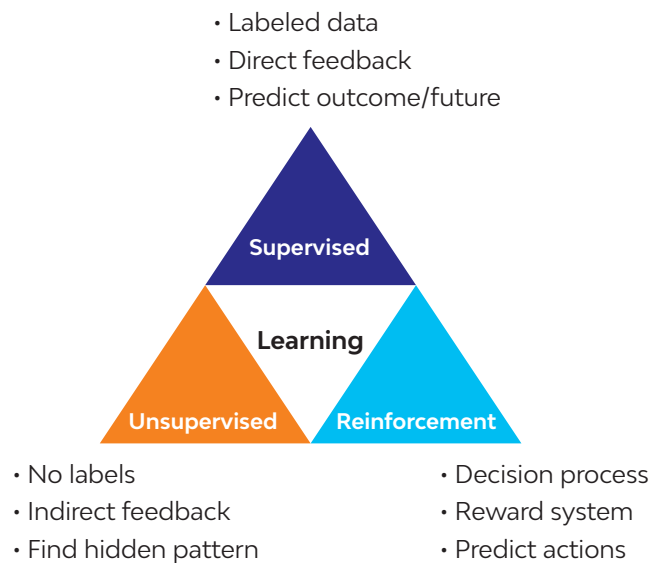 • Labeled data
• Direct feedback
• Predict outcome/future
Supervised
Learning
Unsupervised
Reinforcement
• No labels
• Indirect feedback
• Find hidden pattern
• Decision process
• Reward system
• Predict actions